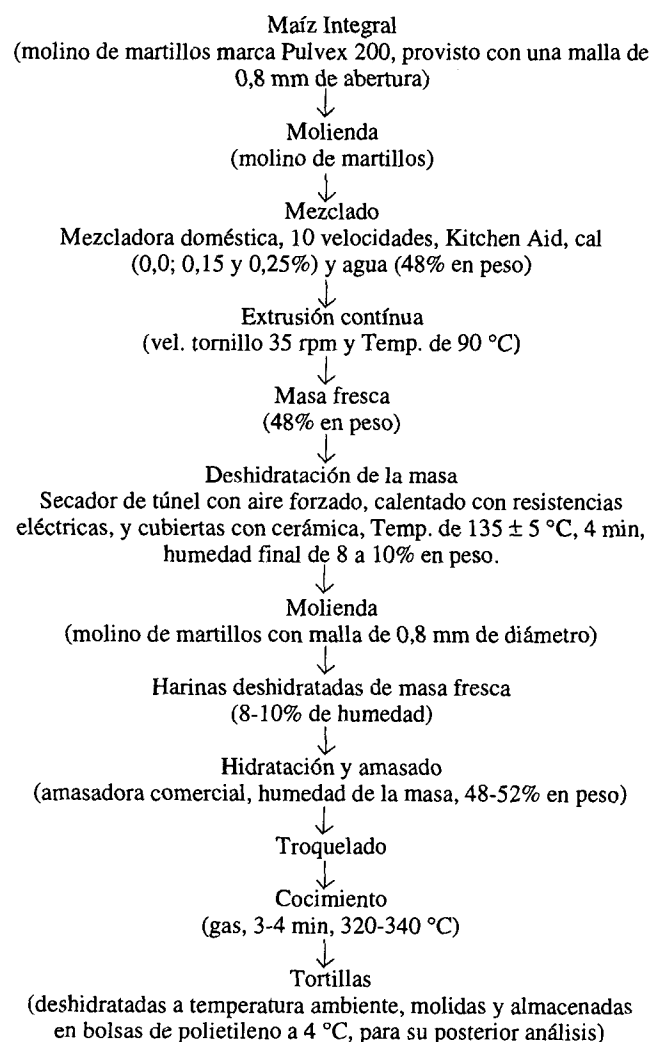 Maíz Integral
(molino de martillos marca Pulvex 200, provisto con una malla de
0,8 mm de abertura)
Molienda
(molino de martillos)
Mezclado
Mezcladora doméstica, 10 velocidades, Kitchen Aid, cal
(0,0; 0,15 y 0,25%) y agua (48% en peso)
Extrusión contínua
(vel. tornillo 35 rpm y Temp. de 90 °C)
Masa fresca
(48% en peso)
Deshidratación de la masa
Secador de túnel con aire forzado, calentado con resistencias
eléctricas, y cubiertas con cerámica, Temp. de 135 ± 5 °C, 4 min,
humedad final de 8 a 10% en peso.
Molienda
(molino de martillos con malla de 0,8 mm de diámetro)
Harinas deshidratadas de masa fresca
(8-10% de humedad)
Hidratación y amasado
(amasadora comercial, humedad de la masa, 48-52% en peso)
Troquelado
Cocimiento
(gas, 3-4 min, 320-340 °C)
Tortillas
(deshidratadas a temperatura ambiente, molidas y almacenadas
en bolsas de polietileno a 4 °C, para su posterior análisis)